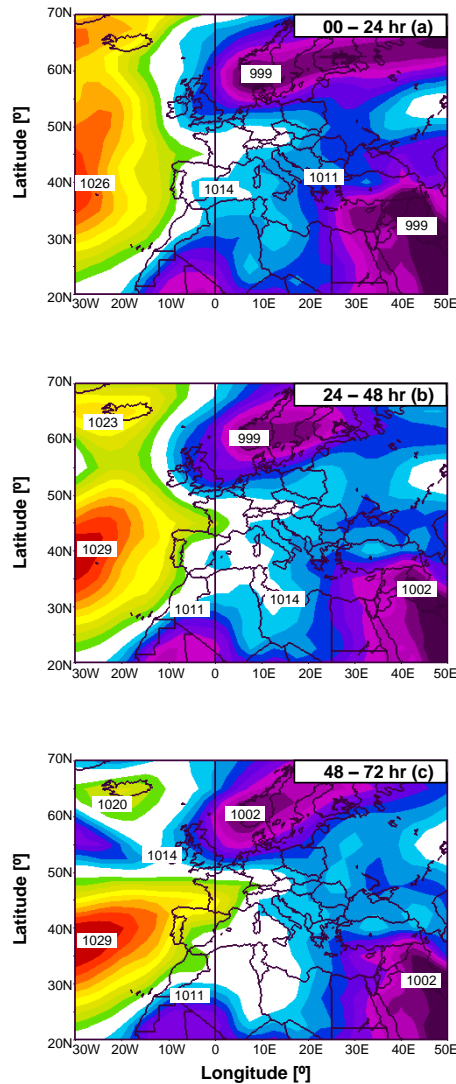 70N
00 – 24 hr (a)
60N
999
50N
Latitude [º]
1026
1014
1011
40N
999
30N
20N
30W 20W 10W 0 10E 20E 30E 40E 50E
70N
24 – 48 hr (b)
1023
60N
999
50N
Latitude [º]
1029
40N
1002
1011
1014
30N
20N
30W 20W 10W 0 10E 20E 30E 40E 50E
70N
48 – 72 hr (c)
1020
1002
60N
1014
50N
Latitude [º]
1029
40N
1002
1011
30N
20N
30W 20W 10W 0 10E 20E 30E 40E 50E
Longitude [º]